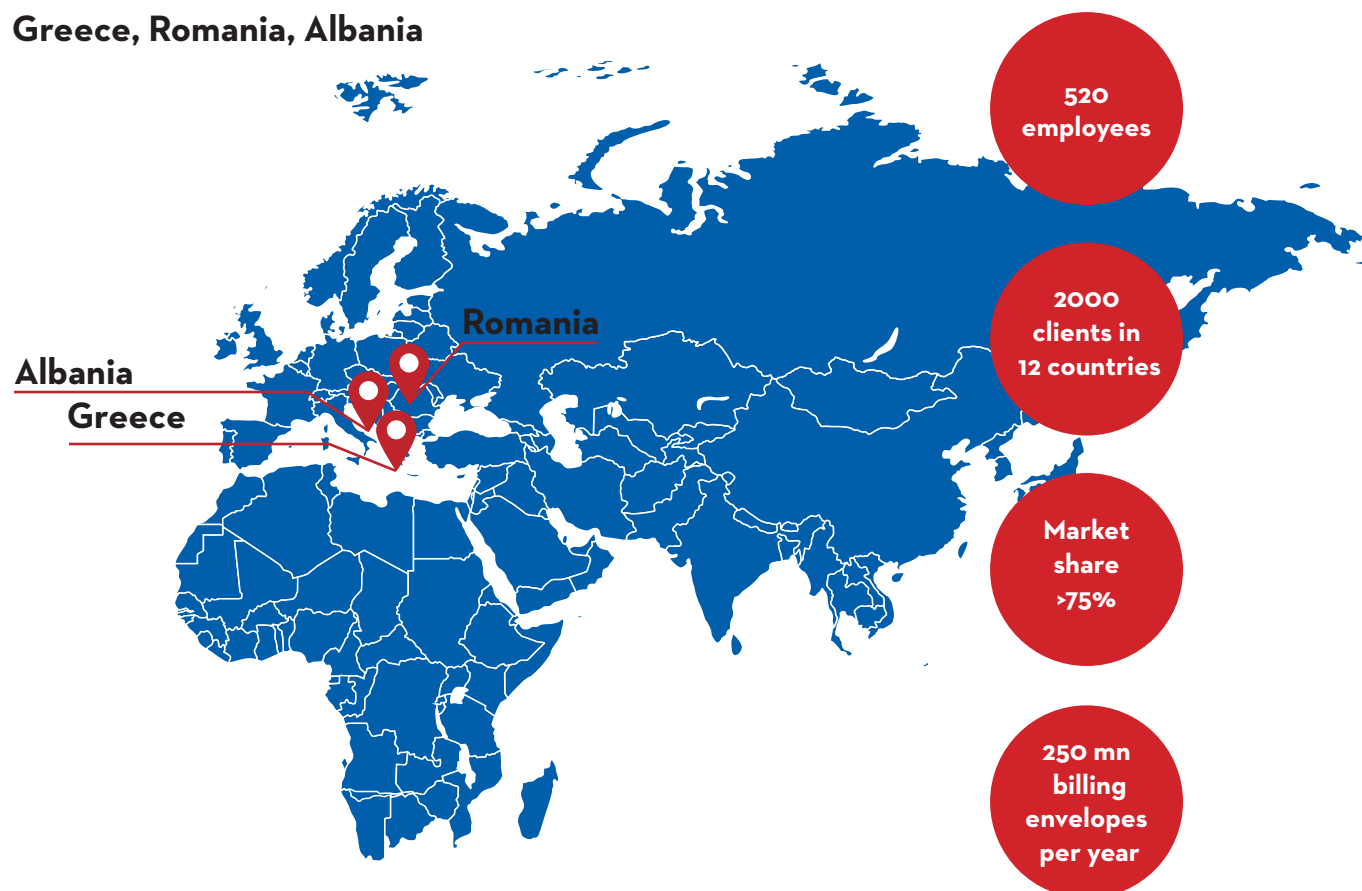 Greece, Romania, Albania
520
employees
2000
clients in
12 countries
Romania
Albania
Greece
Market
share
>75%
250 mn
billing
envelopes
per year